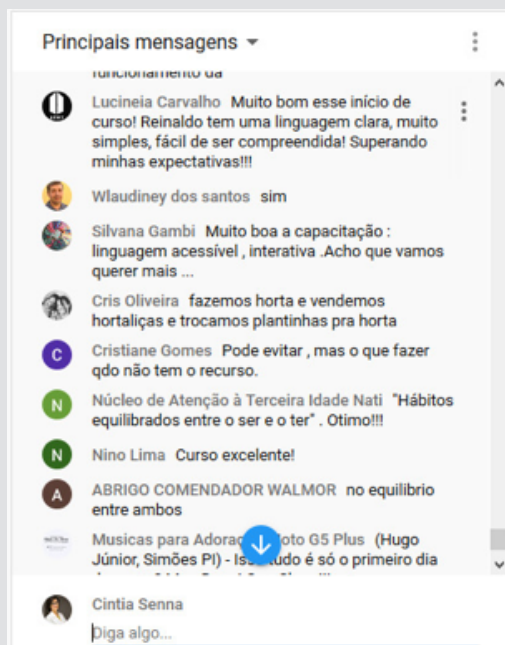 Principais mensagens
funcionamento da
Lucineia Carvalho Muito bom esse início de
curso! Reinaldo tem uma linguagem clara, muito
simples, fácil de ser compreendida! Superando
minhas expectativas!!!
Wlaudiney dos santos sim
Silvana Gambi Muito boa a capacitação :
linguagem acessível , interativa .Acho que vamos
querer mais ...
Cris Oliveira fazemos horta e vendemos
hortaliças e trocamos plantinhas pra horta
C
Cristiane Gomes Pode evitar , mas o que fazer
qdo não tem o recurso.
N
Núcleo de Atenção à Terceira Idade Nati "Hábitos
equilibrados entre o ser e o ter" . Otimo!!!
N
Nino Lima Curso excelente!
A
ABRIGO COMENDADOR WALMOR no equilibrio
entre ambos
Musicas para G5 Plus (Hugo
Júnior, Simões PI) - tudo é só o primeiro dia
Cintia Senna
Diga algo...